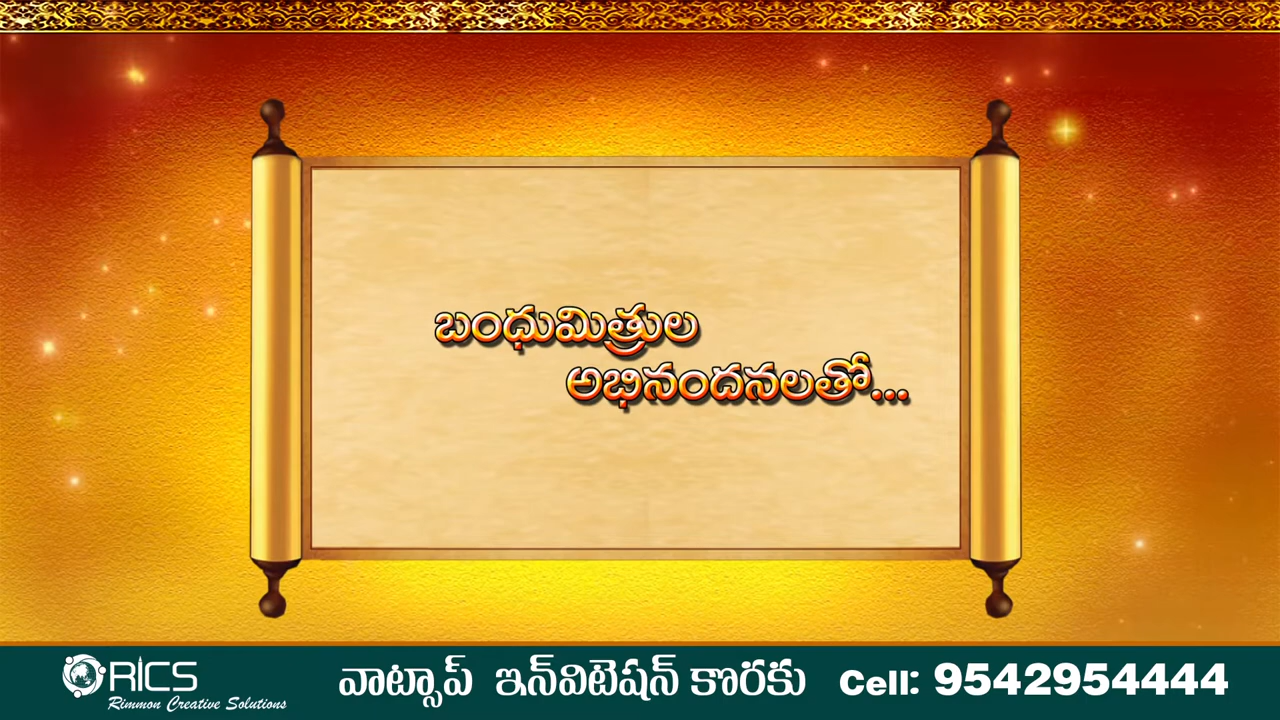 బంధుమిత్రుల
అభినందనలతో...
RICS
Rimmon Creative Solutions
వాట్సాప్ ఇన్‌విటెషన్ కొరకు Cell: 9542954444